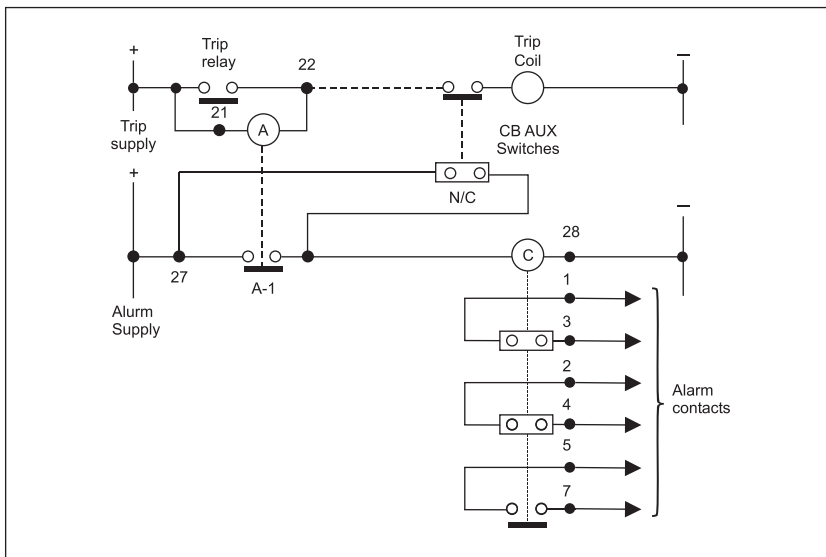 Trip
relay
22
Trip
Coil
+
−
21
A
Trip
supply
CB AUX
Switches
+
N/C
−
28
C
27
A-1
1
Alurm
Supply
3
2
Alarm
contacts
4
5
7